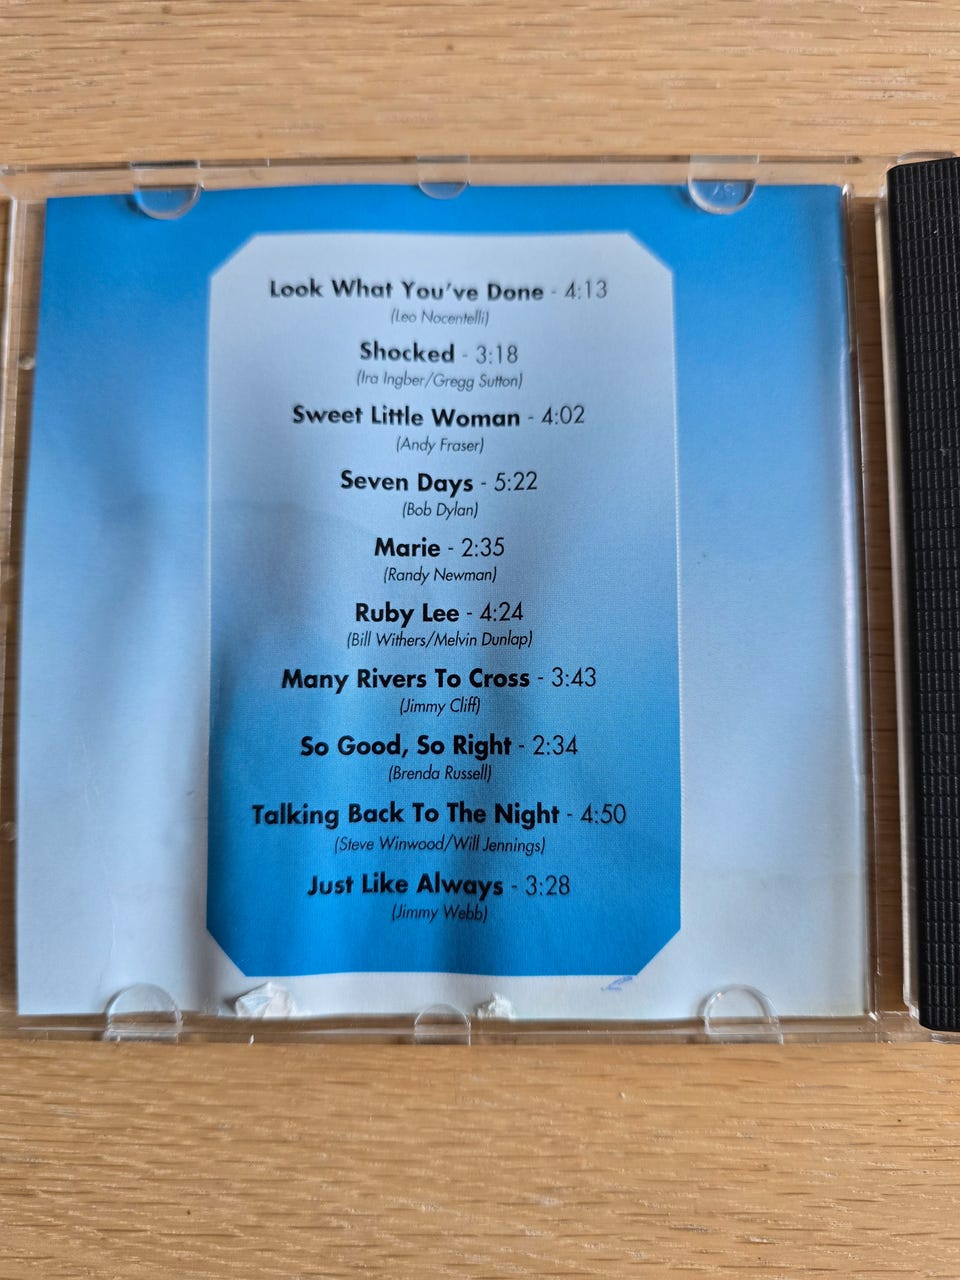 Look What You've Done - 4:13
(Leo Nocentelli)
Shocked - 3:18
(Ira Ingber/Gregg Sutton)
Sweet Little Woman - 4:02
(Andy Fraser)
Seven Days - 5:22
(Bob Dylan)
Marie - 2:35
(Randy Newman)
Ruby Lee - 4:24
(Bill Withers/Melvin Dunlap)
Many Rivers To Cross - 3:43
(Jimmy Cliff)
So Good, So Right - 2:34
(Brenda Russell)
Talking Back To The Night - 4:50
(Steve Winwood/Will Jennings)
Just Like Always - 3:28
(Jimmy Webb)